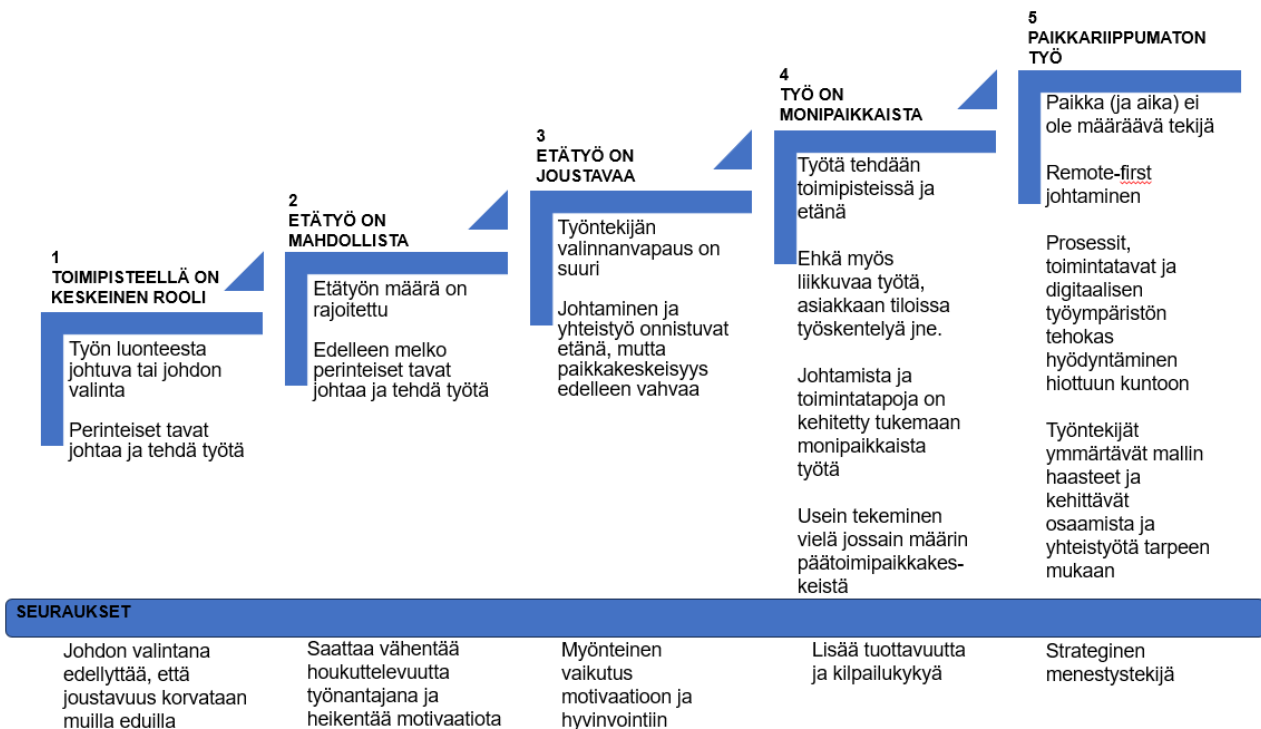 1
TOIMIPISTEELLÄ ON
KESKEINEN ROOLI
Työn luonteesta
johtuva tai johdon
valinta
Perinteiset tavat
johtaa ja tehdä työtä
2
ETÄTYÖ ON
MAHDOLLISTA
Etätyön määrä on
rajoitettu
Edelleen melko
perinteiset tavat
johtaa ja tehdä työtä
3
ETÄTYÖ ON
JOUSTAVAA
Työntekijän
valinnanvapaus on
suuri
Johtaminen ja
yhteistyö onnistuvat
etänä, mutta
paikkakeskeisyys
edelleen vahvaa
4
TYÖ ON
MONIPAIKKAISTA
Työtä tehdään
toimipisteissä ja
etänä
Ehkä myös
liikkuvaa työtä,
asiakkaan tiloissa
työskentelyä jne.
Johtamista ja
toimintatapoja on
kehitetty tukemaan
monipaikkaista
työtä
Usein tekeminen
vielä jossain määrin
päätoimipaikkakes-
keistä
5
PAIKKARIIPPUMATON
TYÖ
Paikka (ja aika) ei
ole määräävä tekijä
Remote-first
johtaminen
Prosessit,
toimintatavat ja
digitaalisen
työympäristön
tehokas
hyödyntäminen
hiottuun kuntoon
Työntekijät
ymmärtävät mallin
haasteet ja
kehittävät
osaamista ja
yhteistyötä tarpeen
mukaan
SEURAUKSET
Johdon valintana
edellyttää, että
joustavuus korvataan
muilla eduilla
Saattaa vähentää
houkuttelevuutta
työnantajana ja
heikentää motivaatiota
Myönteinen
vaikutus
motivaatioon ja
hyvinvointiin
Lisää tuottavuutta
ja kilpailukykyä
Strateginen
menestystekijä